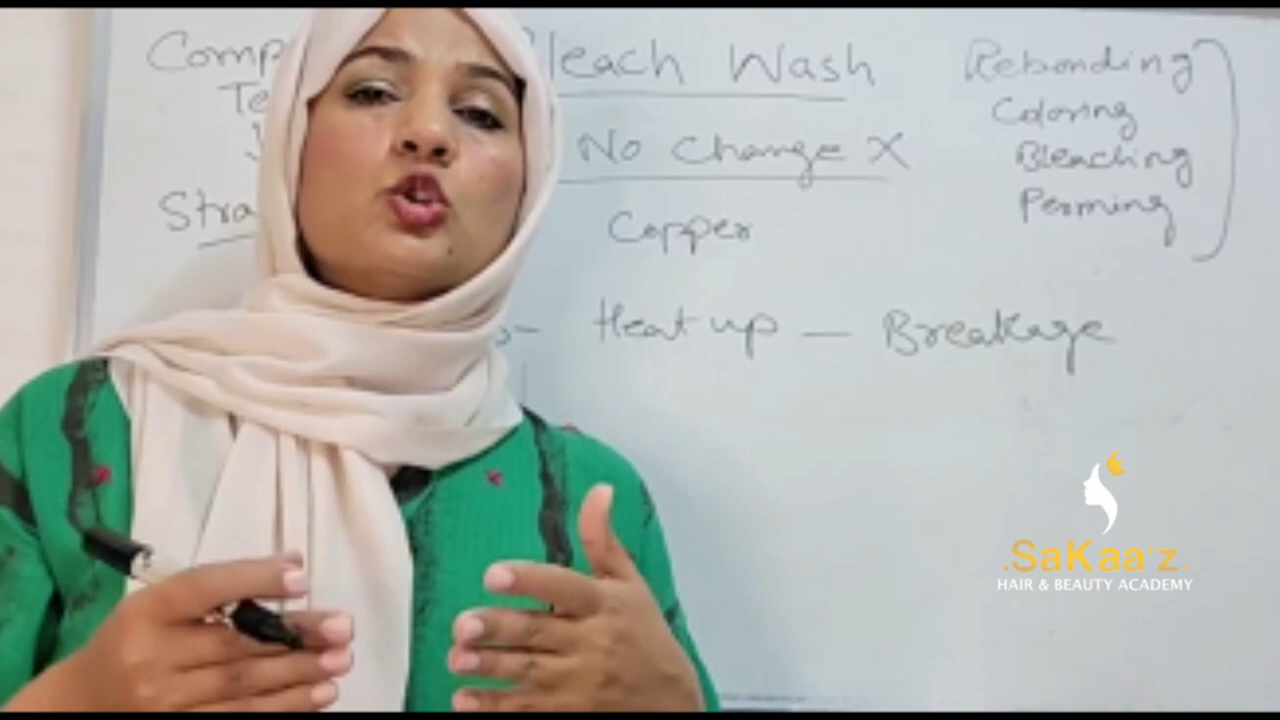 Bleach Wash
No Change X
Copper
Heat up — Breakage
Rebonding
Coloring
Bleaching
Perming
.SaKaa'z.
HAIR & BEAUTY ACADEMY